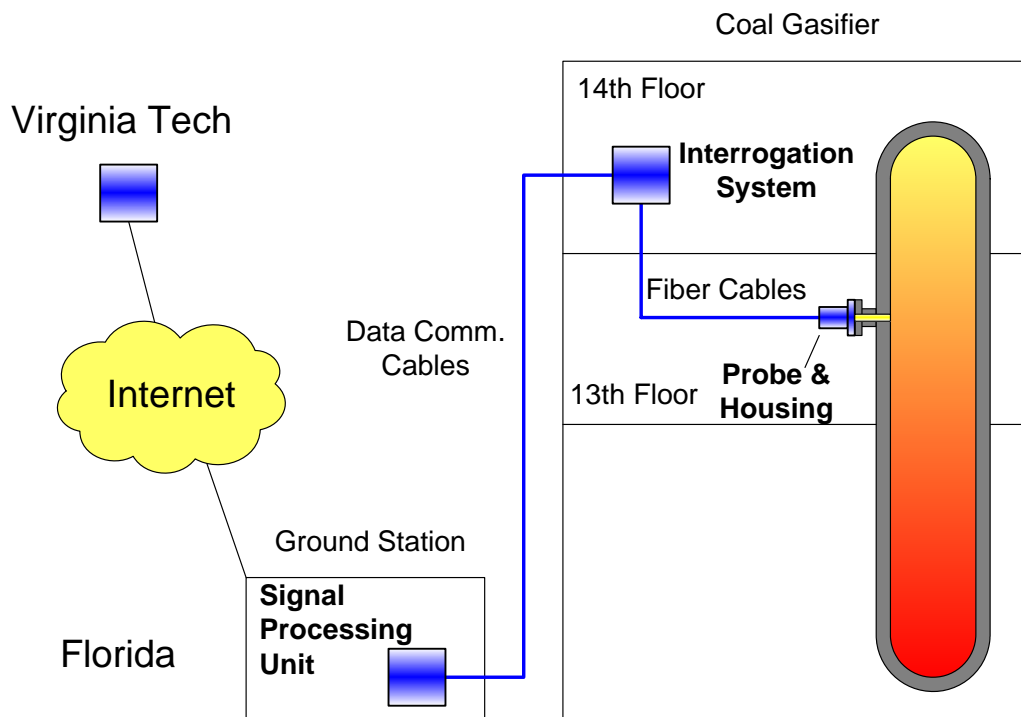 Coal Gasifier
14th Floor
Virginia Tech
Interrogation
System
Fiber Cables
Data Comm.
Cables
Probe &
Housing
13th Floor
Internet
Ground Station
Signal
Processing
Unit
Florida